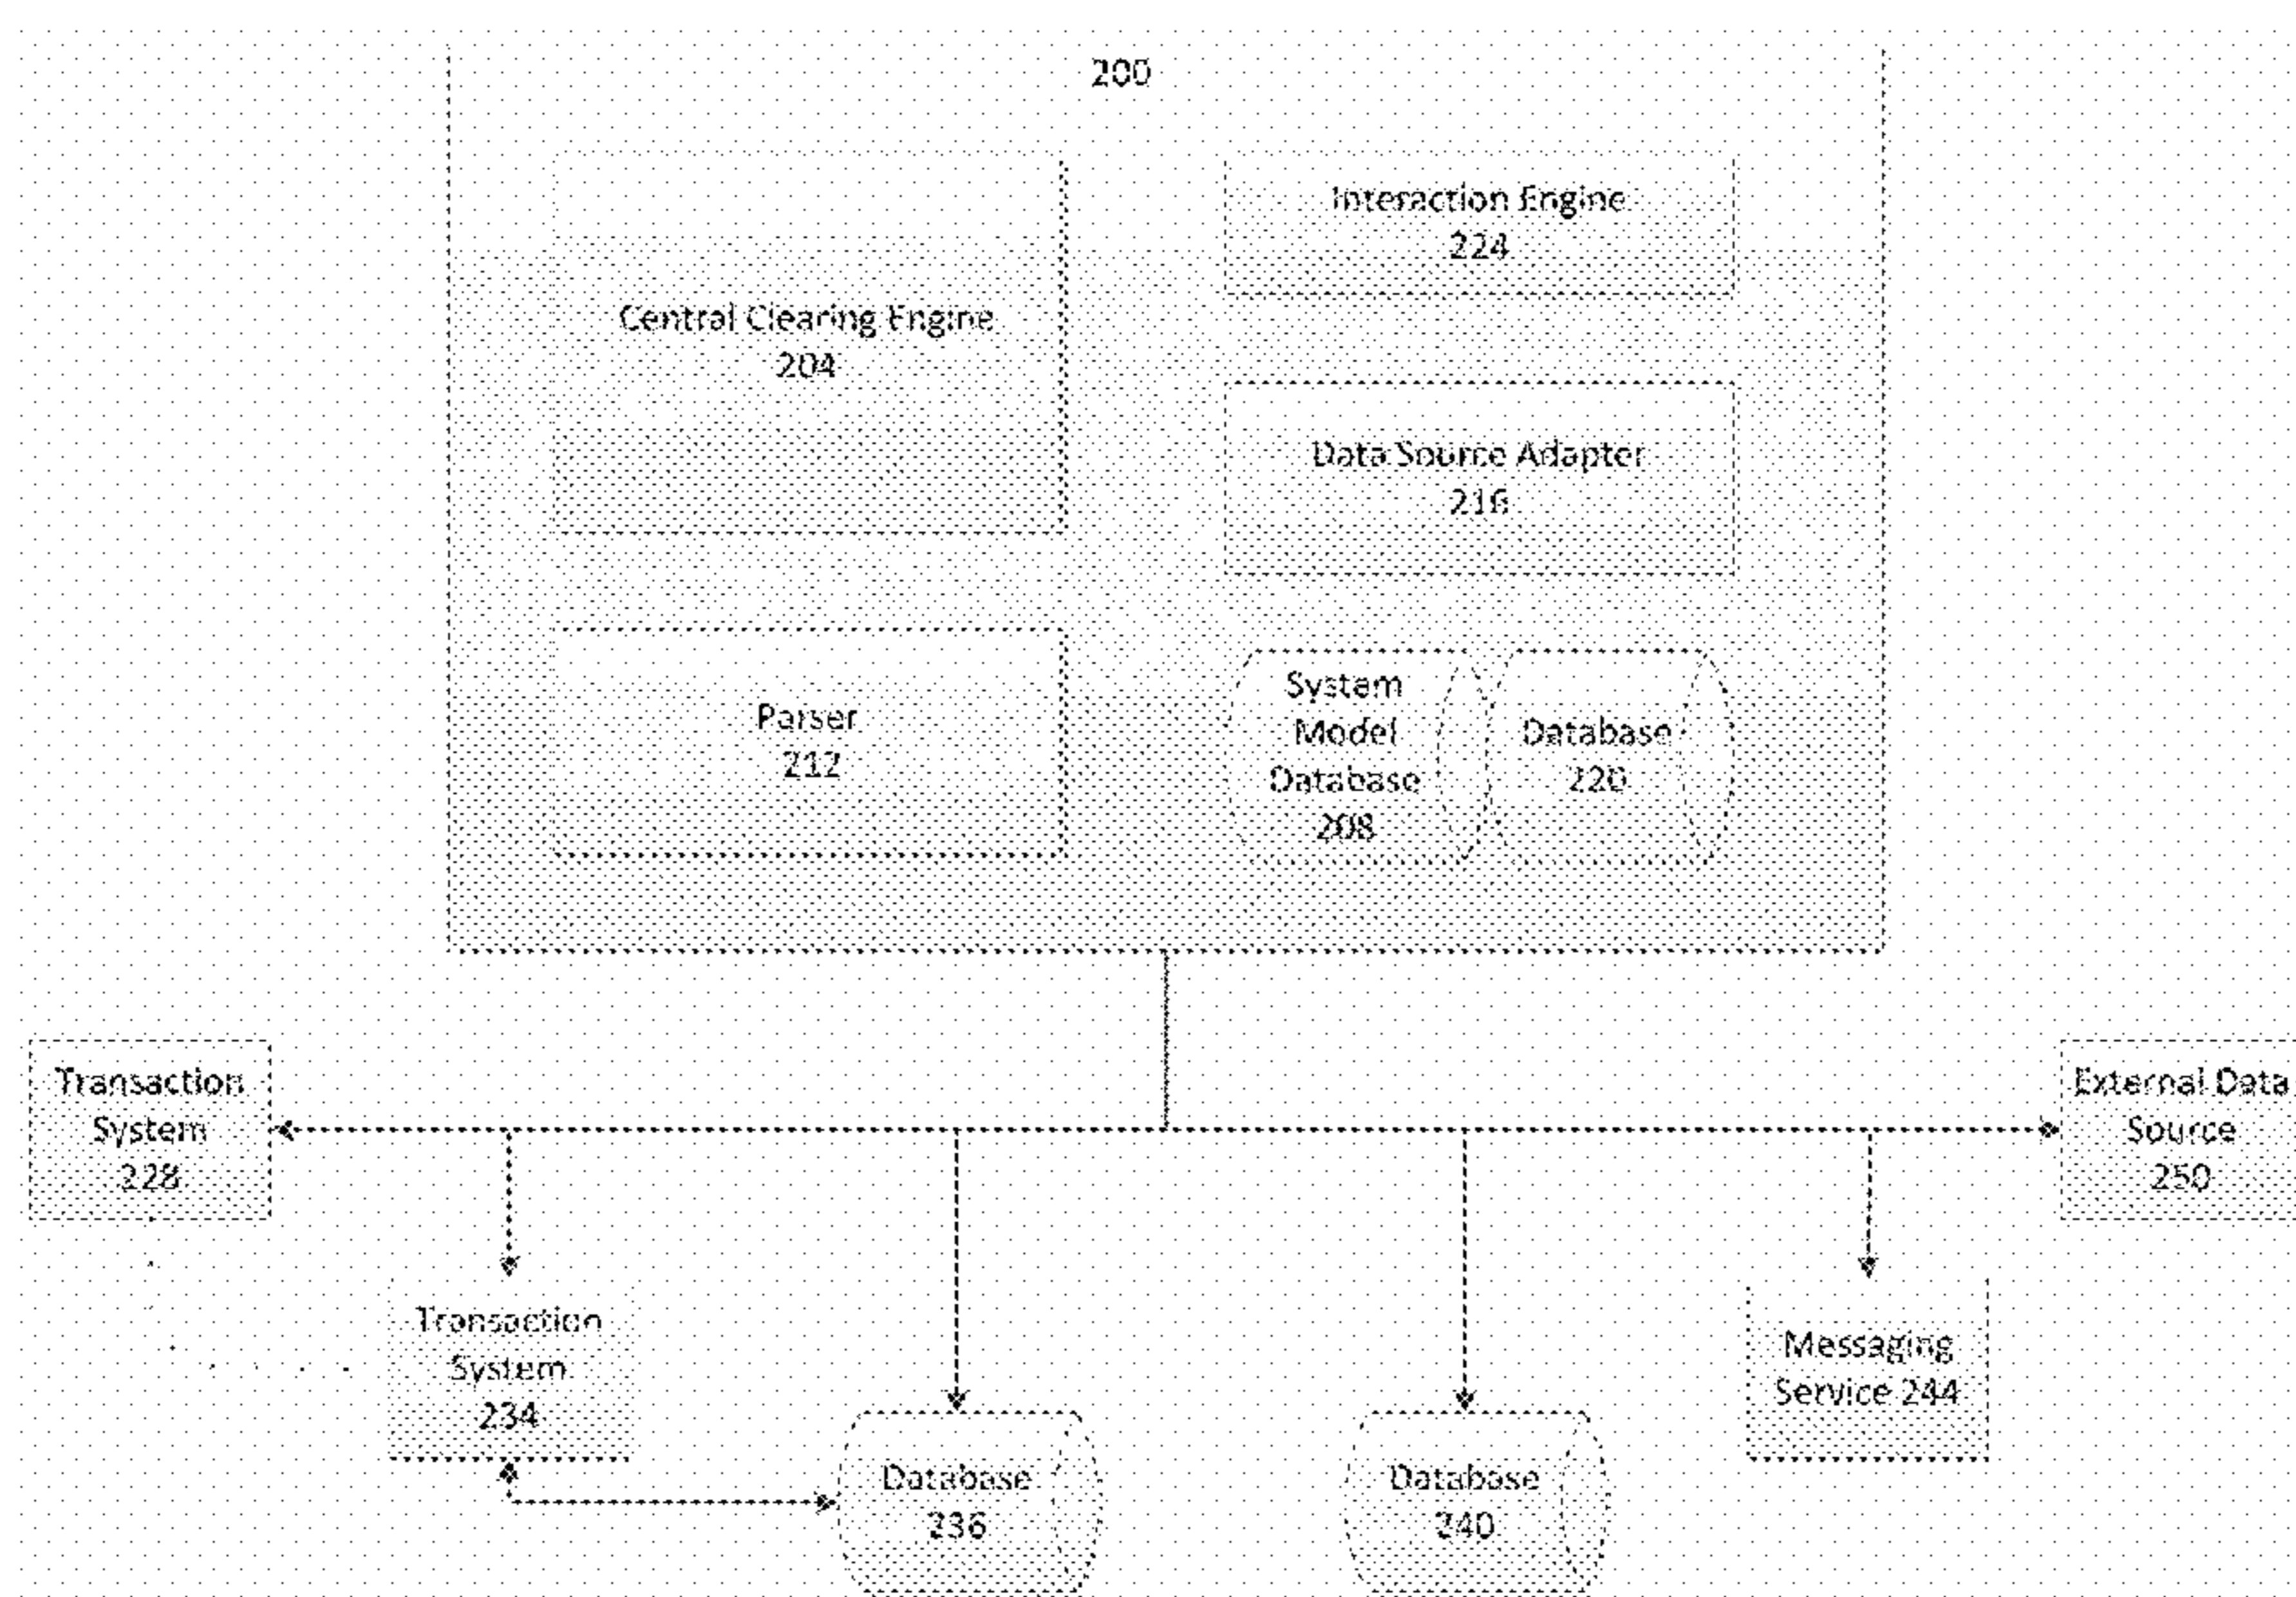 200
Central Clearing Engine
204
Interaction Engine
224
Data Source Adapter
216
Parser
212
System
Model
Database
208
Database
220
Transaction
System
228
External Data
Source
250
Transaction
System
234
Messaging
Service 244
Database
236
Database
240